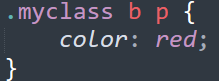 .myclass b p {
    color: red;
}